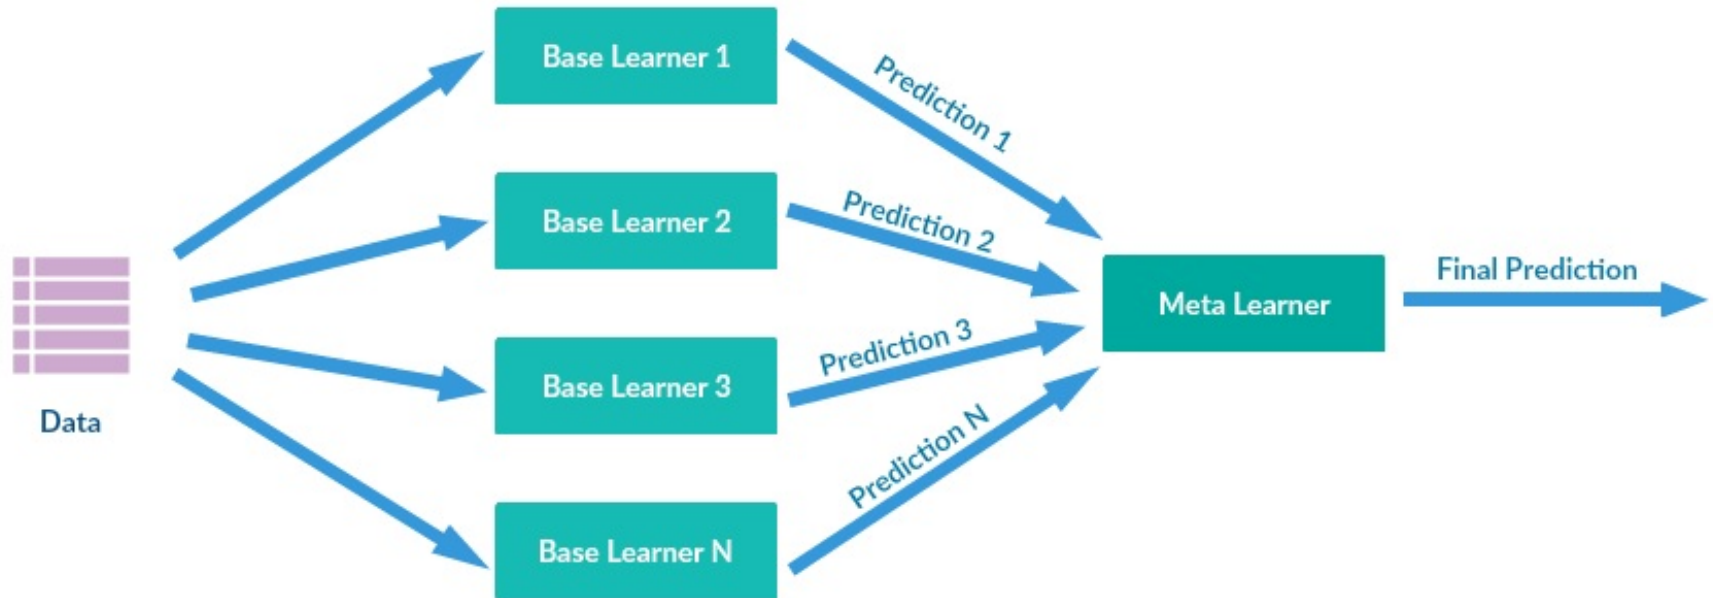 Base Learner 1
Prediction 1
Base Learner 2
Prediction 2
Data
Base Learner 3
Prediction 3
Base Learner N
Prediction N
Meta Learner
Final Prediction